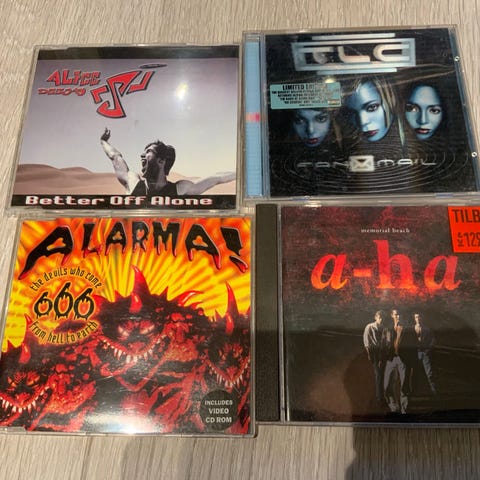 ALICE
DEEJAY
Better Off Alone
TLC
LIMITED
FANMAIL
ALARMA!
the devils who came
666
from hell to earth
INCLUDES
VIDEO
CD ROM
memorial beach
a-ha
TILB
129